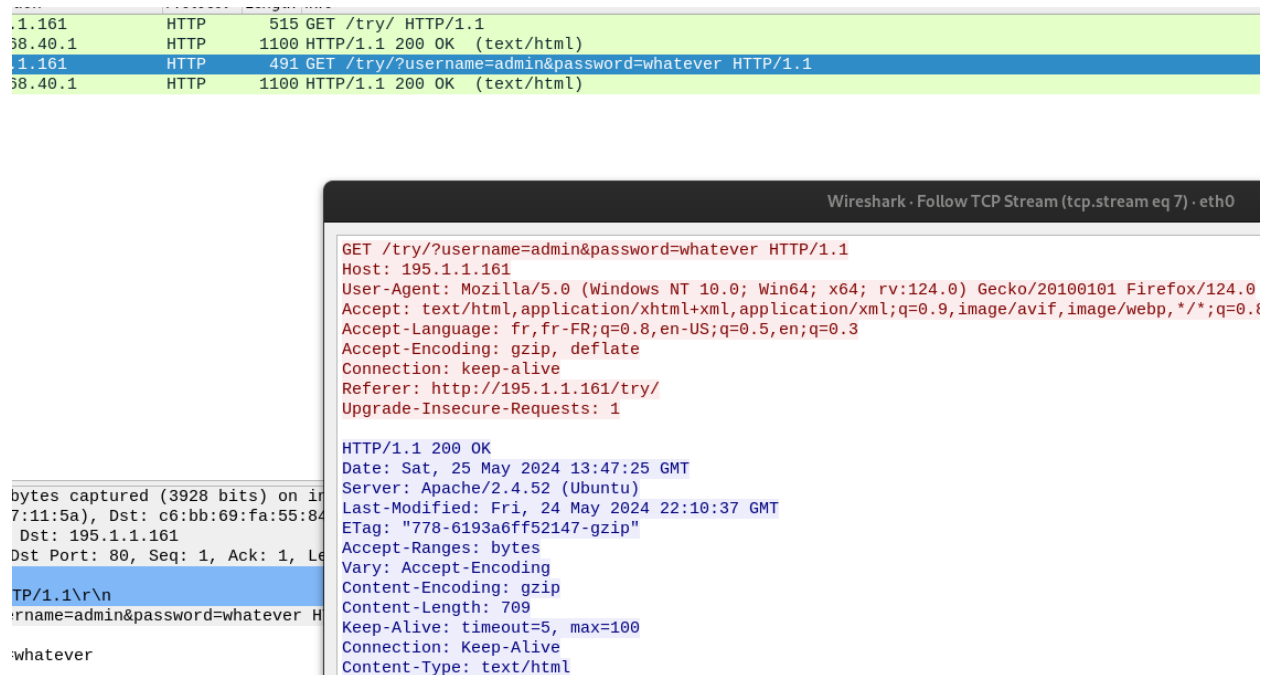 .1.161 HTTP 515 GET /try/ HTTP/1.1
68.40.1 HTTP 1100 HTTP/1.1 200 OK (text/html)
.1.161 HTTP 491 GET /try/?username=admin&password=whatever HTTP/1.1
68.40.1 HTTP 1100 HTTP/1.1 200 OK (text/html)
Wireshark · Follow TCP Stream (tcp.stream eq 7) · eth0
GET /try/?username=admin&password=whatever HTTP/1.1
Host: 195.1.1.161
User-Agent: Mozilla/5.0 (Windows NT 10.0; Win64; x64; rv:124.0) Gecko/20100101 Firefox/124.0
Accept: text/html,application/xhtml+xml,application/xml;q=0.9,image/avif,image/webp,*/*;q=0.8
Accept-Language: fr,fr-FR;q=0.8,en-US;q=0.5,en;q=0.3
Accept-Encoding: gzip, deflate
Connection: keep-alive
Referer: http://195.1.1.161/try/
Upgrade-Insecure-Requests: 1
HTTP/1.1 200 OK
Date: Sat, 25 May 2024 13:47:25 GMT
Server: Apache/2.4.52 (Ubuntu)
Last-Modified: Fri, 24 May 2024 22:10:37 GMT
ETag: "778-6193a6ff52147-gzip"
Accept-Ranges: bytes
Vary: Accept-Encoding
Content-Encoding: gzip
Content-Length: 709
Keep-Alive: timeout=5, max=100
Connection: Keep-Alive
Content-Type: text/html
bytes captured (3928 bits) on in
7:11:5a), Dst: c6:bb:69:fa:55:84
Dst: 195.1.1.161
Dst Port: 80, Seq: 1, Ack: 1, Le
TP/1.1\r\n
ername=admin&password=whatever H
=whatever